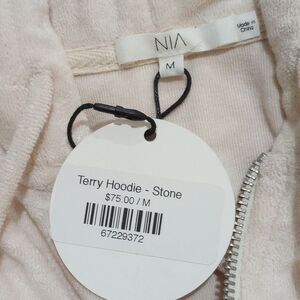 NIA
Made in
China
M
Terry Hoodie - Stone
$75.00 / M
67229372